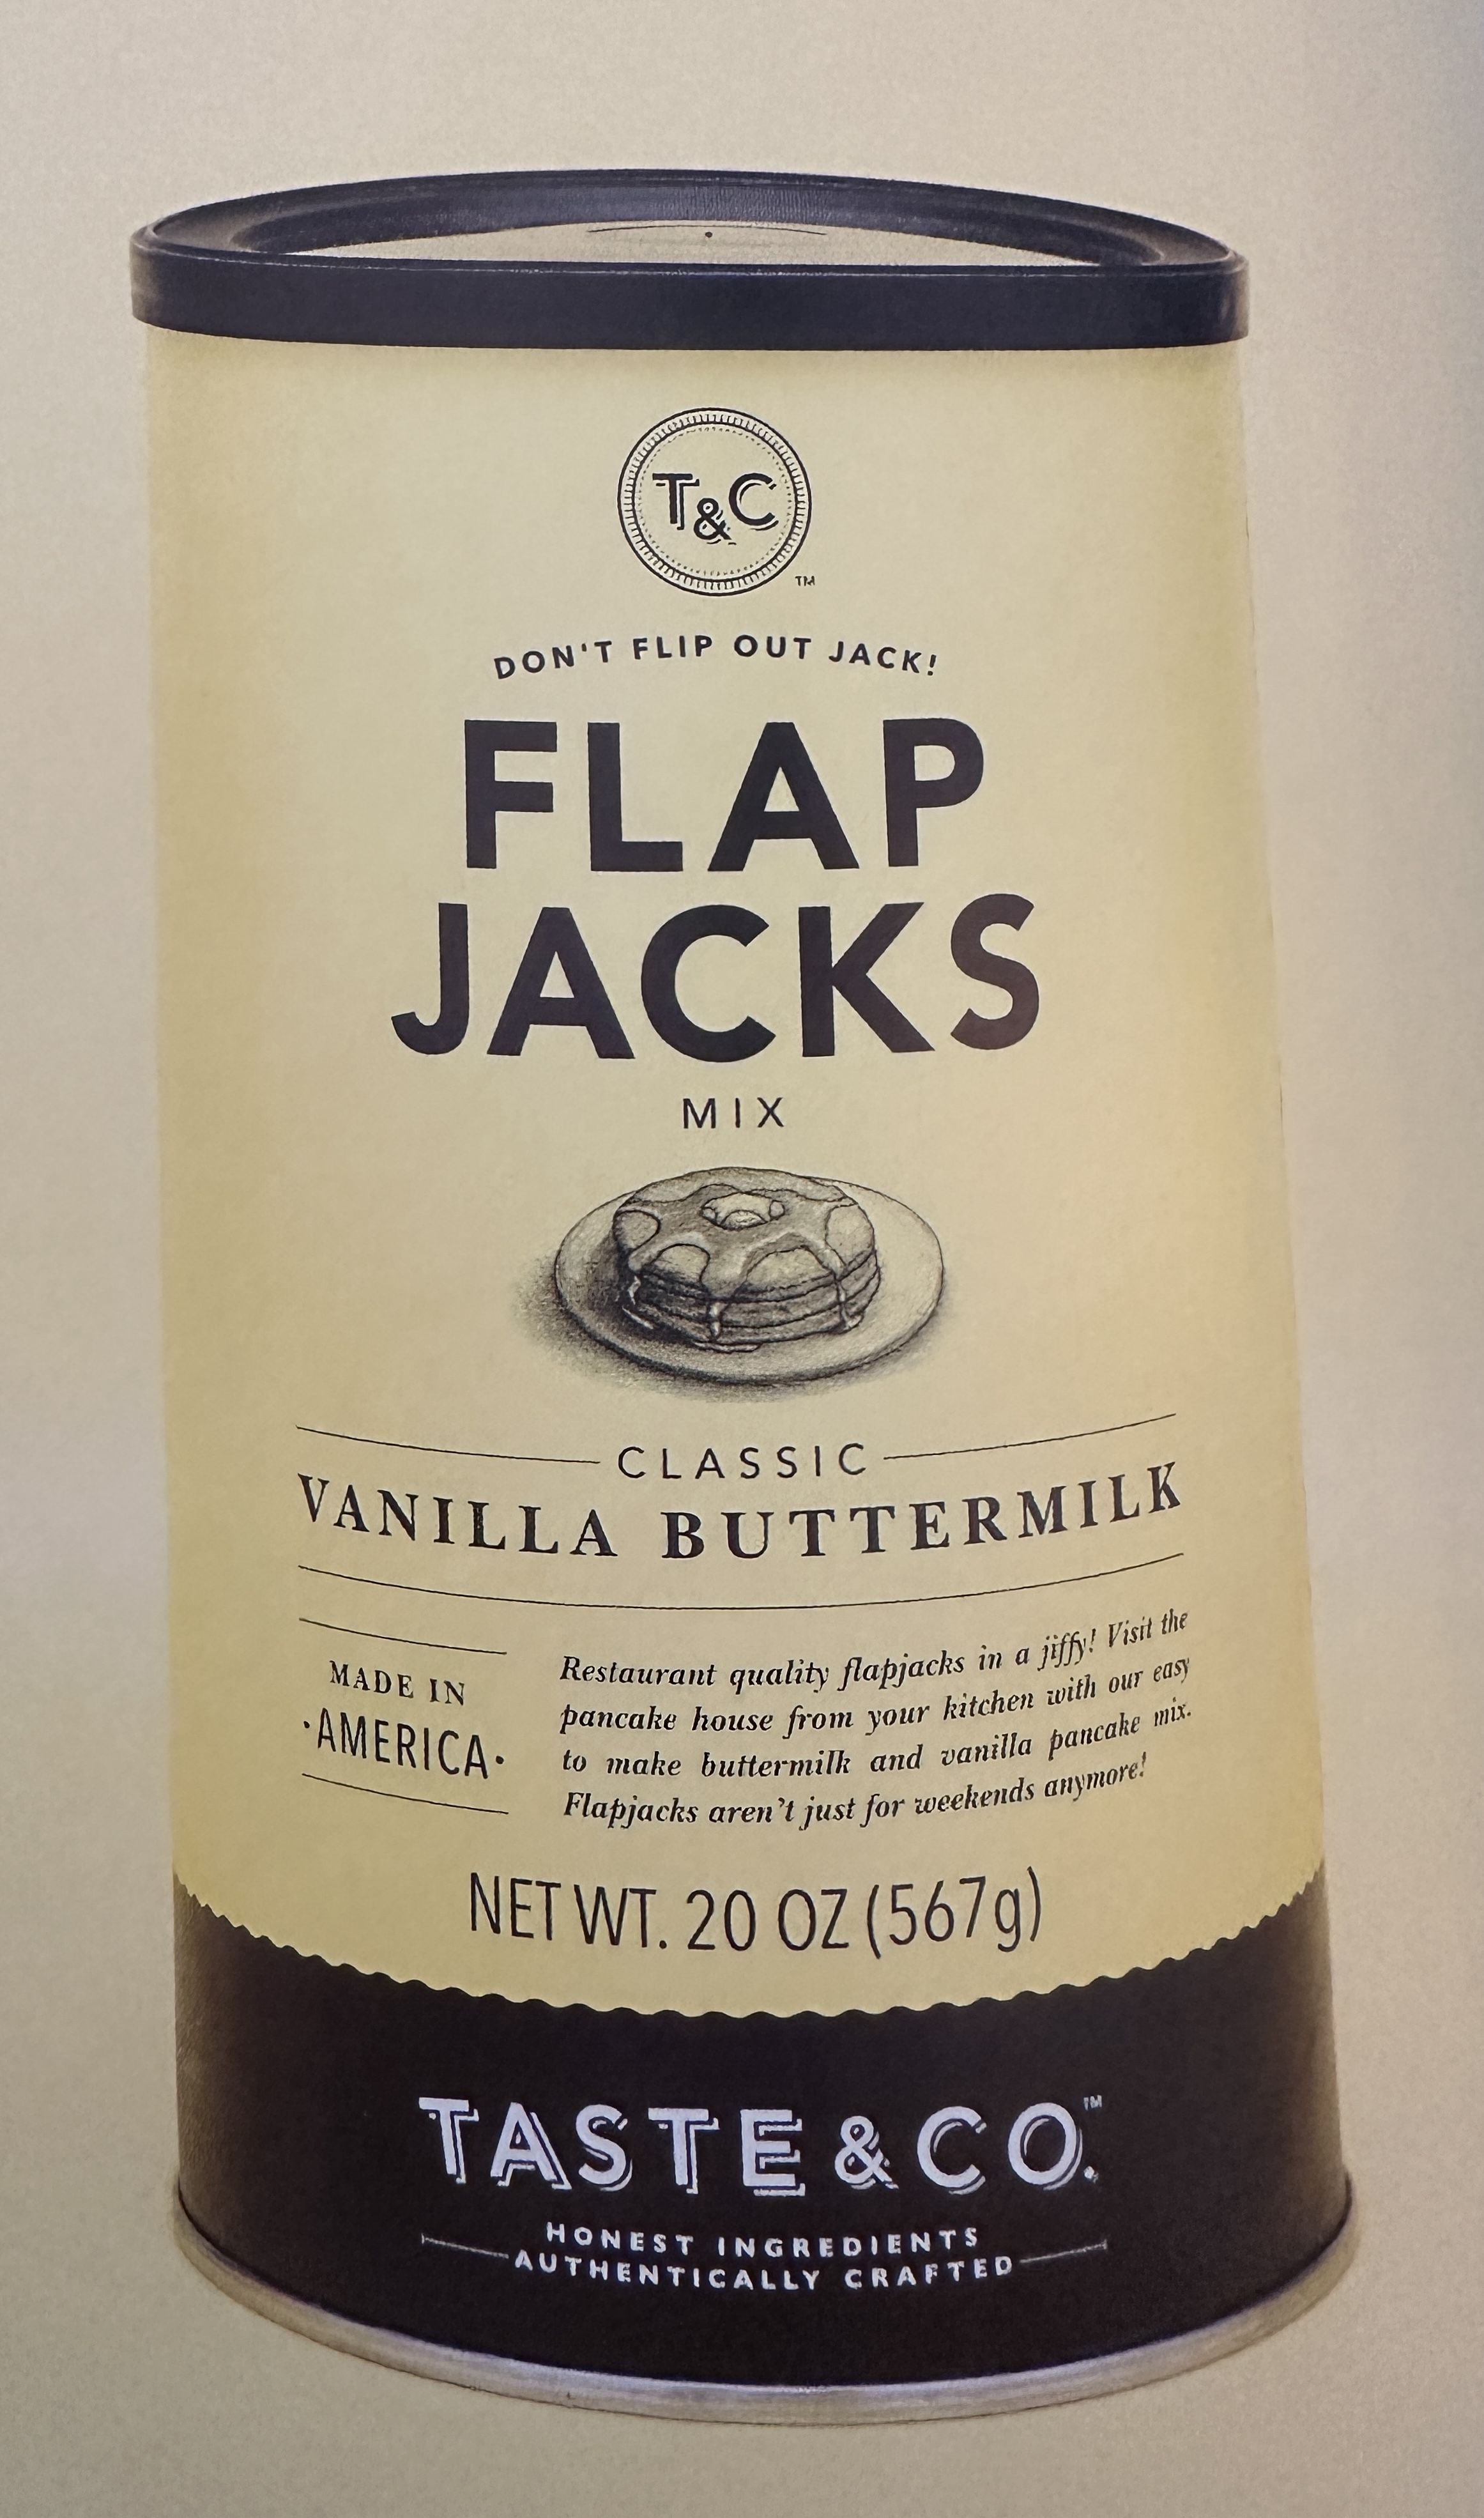 T&C
TM
DON'T FLIP OUT JACK!
FLAP
JACKS
MIX
CLASSIC
VANILLA BUTTERMILK
MADE IN
·AMERICA·
Restaurant quality flapjacks in a jiffy! Visit the
pancake house from your kitchen with our easy
to make buttermilk and vanilla pancake mix.
Flapjacks aren't just for weekends anymore!
NET WT. 20 OZ (567g)
TASTE & CO.™
HONEST INGREDIENTS
AUTHENTICALLY CRAFTED